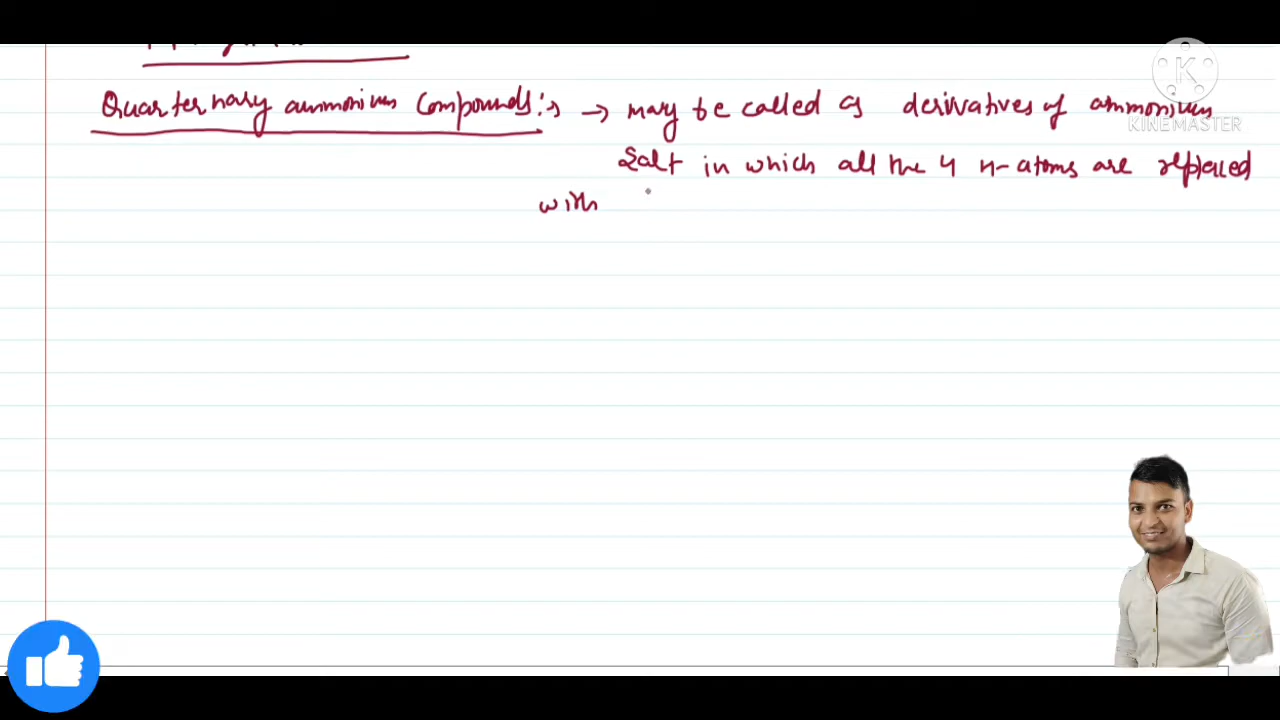 Quarternary ammonium Compounds :→ → may be called as derivatives of ammonium
KINEMASTER
Salt in which all the 4 H-atoms are replaced
with